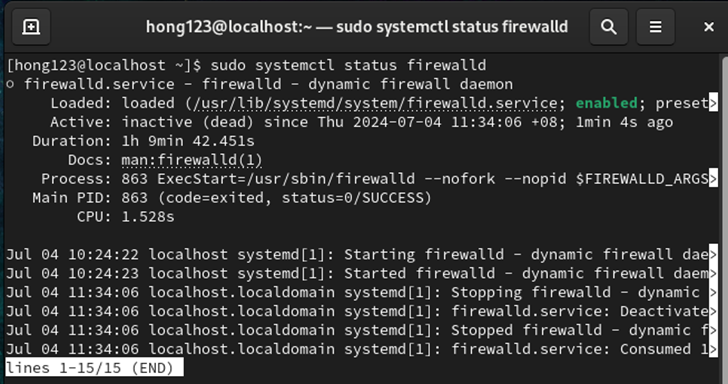 hong123@localhost:~ — sudo systemctl status firewalld
[hong123@localhost ~]$ sudo systemctl status firewalld
○ firewalld.service - firewalld - dynamic firewall daemon
Loaded: loaded (/usr/lib/systemd/system/firewalld.service; enabled; preset>
Active: inactive (dead) since Thu 2024-07-04 11:34:06 +08; 1min 4s ago
Duration: 1h 9min 42.451s
Docs: man:firewalld(1)
Process: 863 ExecStart=/usr/sbin/firewalld --nofork --nopid $FIREWALLD_ARGS>
Main PID: 863 (code=exited, status=0/SUCCESS)
CPU: 1.528s
Jul 04 10:24:22 localhost systemd[1]: Starting firewalld - dynamic firewall dae>
Jul 04 10:24:23 localhost systemd[1]: Started firewalld - dynamic firewall daem>
Jul 04 11:34:06 localhost.localdomain systemd[1]: Stopping firewalld - dynamic >
Jul 04 11:34:06 localhost.localdomain systemd[1]: firewalld.service: Deactivate>
Jul 04 11:34:06 localhost.localdomain systemd[1]: Stopped firewalld - dynamic f>
Jul 04 11:34:06 localhost.localdomain systemd[1]: firewalld.service: Consumed 1>
lines 1-15/15 (END)